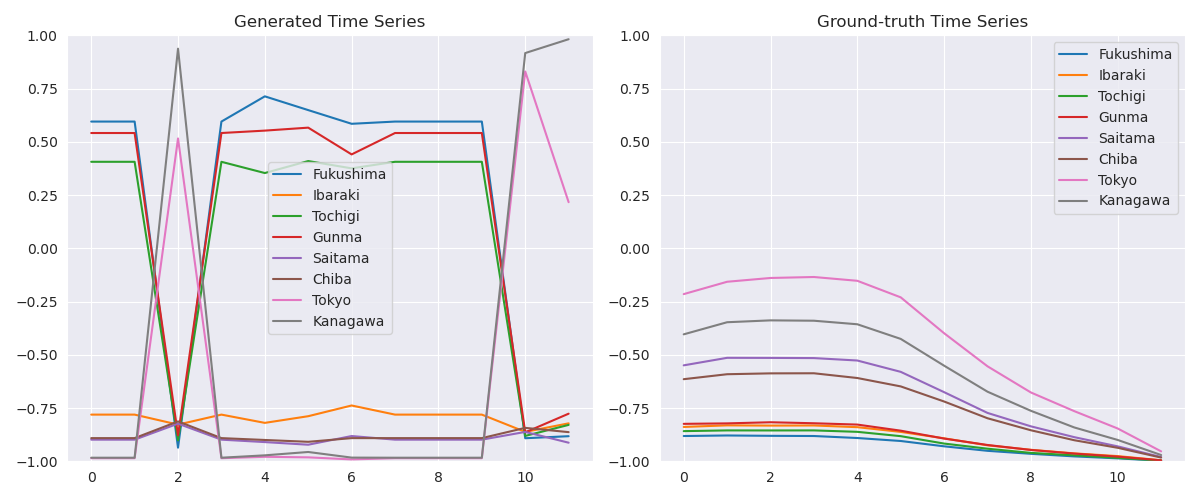 Generated Time Series
1.00
0.75
0.50
0.25
0.00
−0.25
−0.50
−0.75
−1.00
0 2 4 6 8 10
Fukushima
Ibaraki
Tochigi
Gunma
Saitama
Chiba
Tokyo
Kanagawa
Ground-truth Time Series
1.00
0.75
0.50
0.25
0.00
−0.25
−0.50
−0.75
−1.00
0 2 4 6 8 10
Fukushima
Ibaraki
Tochigi
Gunma
Saitama
Chiba
Tokyo
Kanagawa